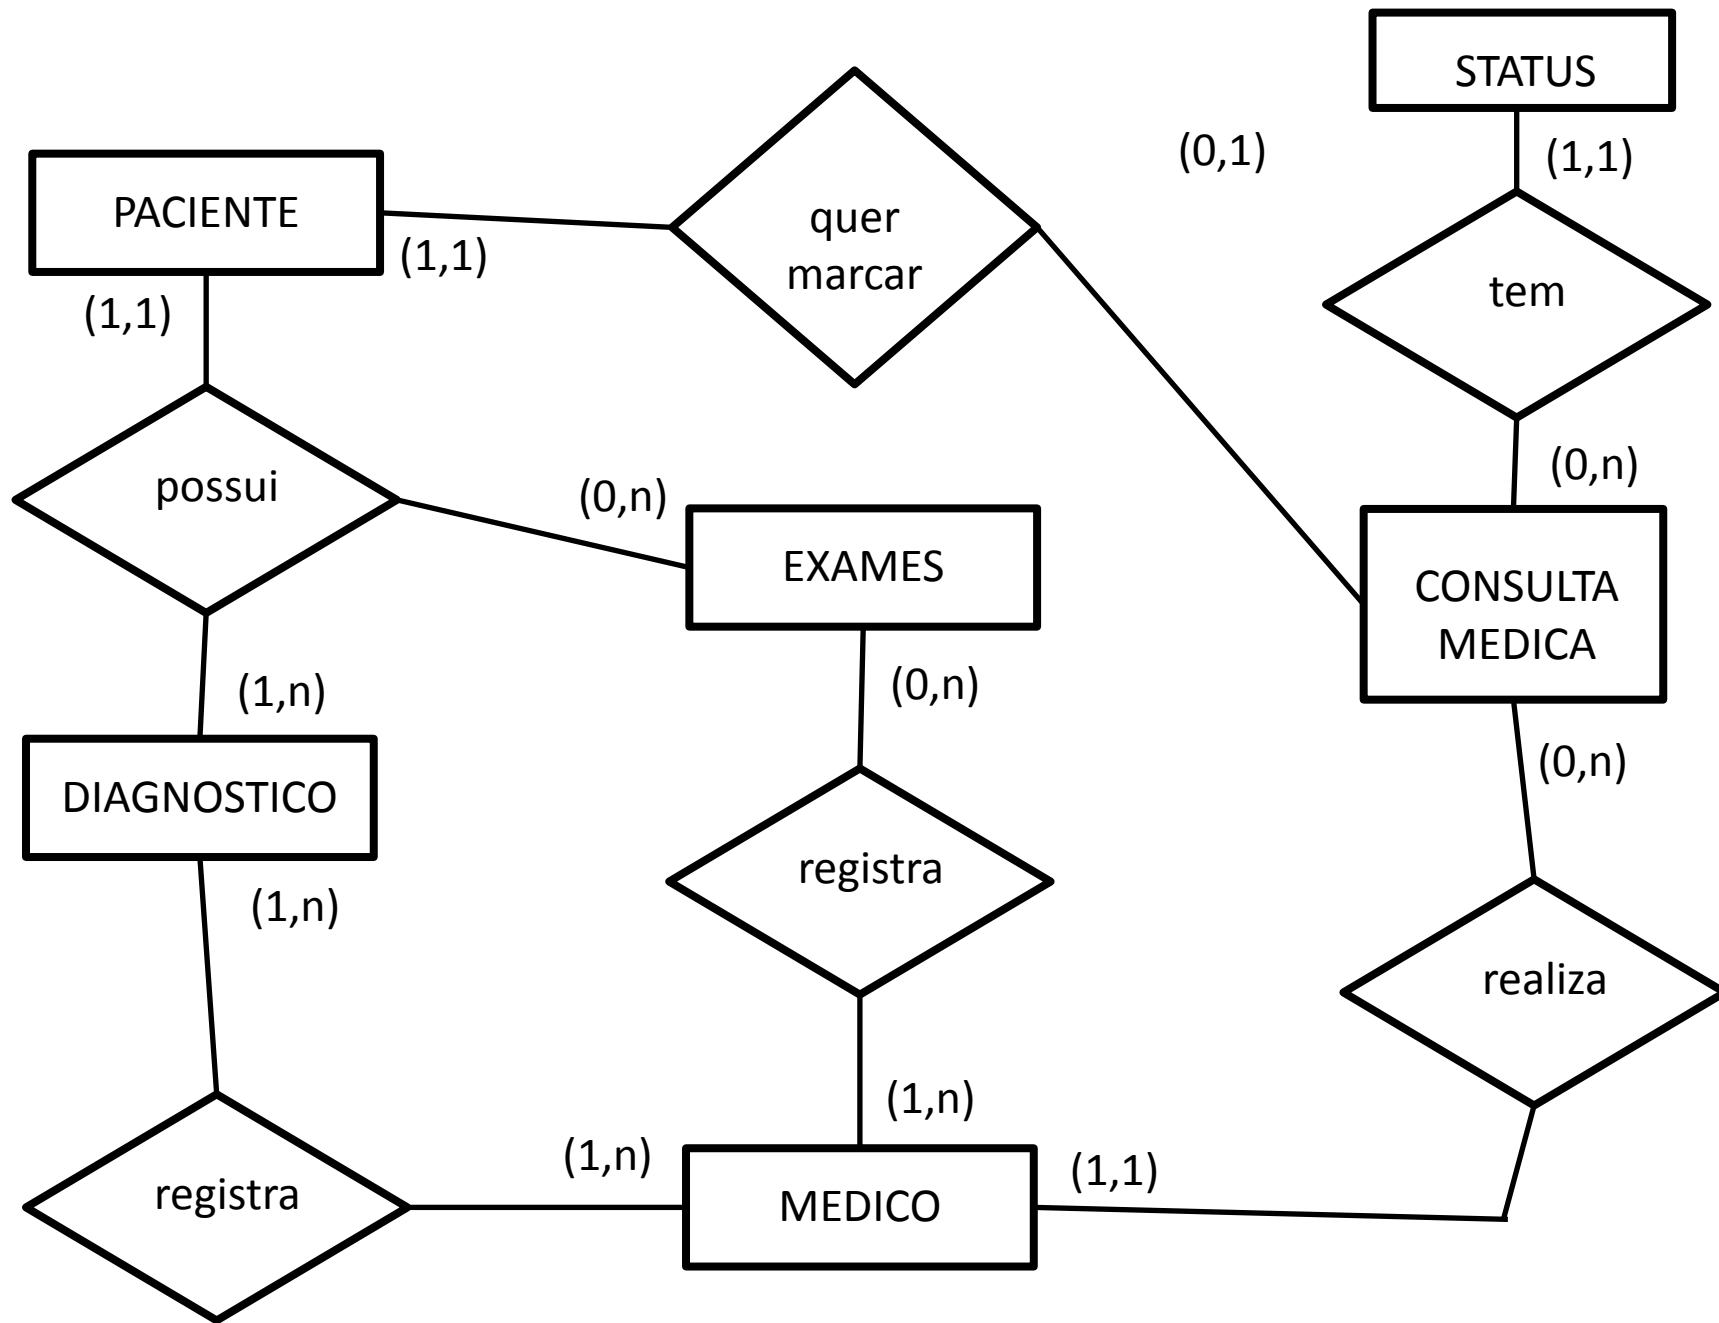 STATUS
(0,1)
(1,1)
PACIENTE
quer
marcar
(1,1)
(1,1)
tem
possui
(0,n)
(0,n)
EXAMES
CONSULTA
MEDICA
(1,n)
(0,n)
DIAGNOSTICO
(0,n)
registra
(1,n)
realiza
(1,n)
(1,n)
(1,1)
registra
MEDICO